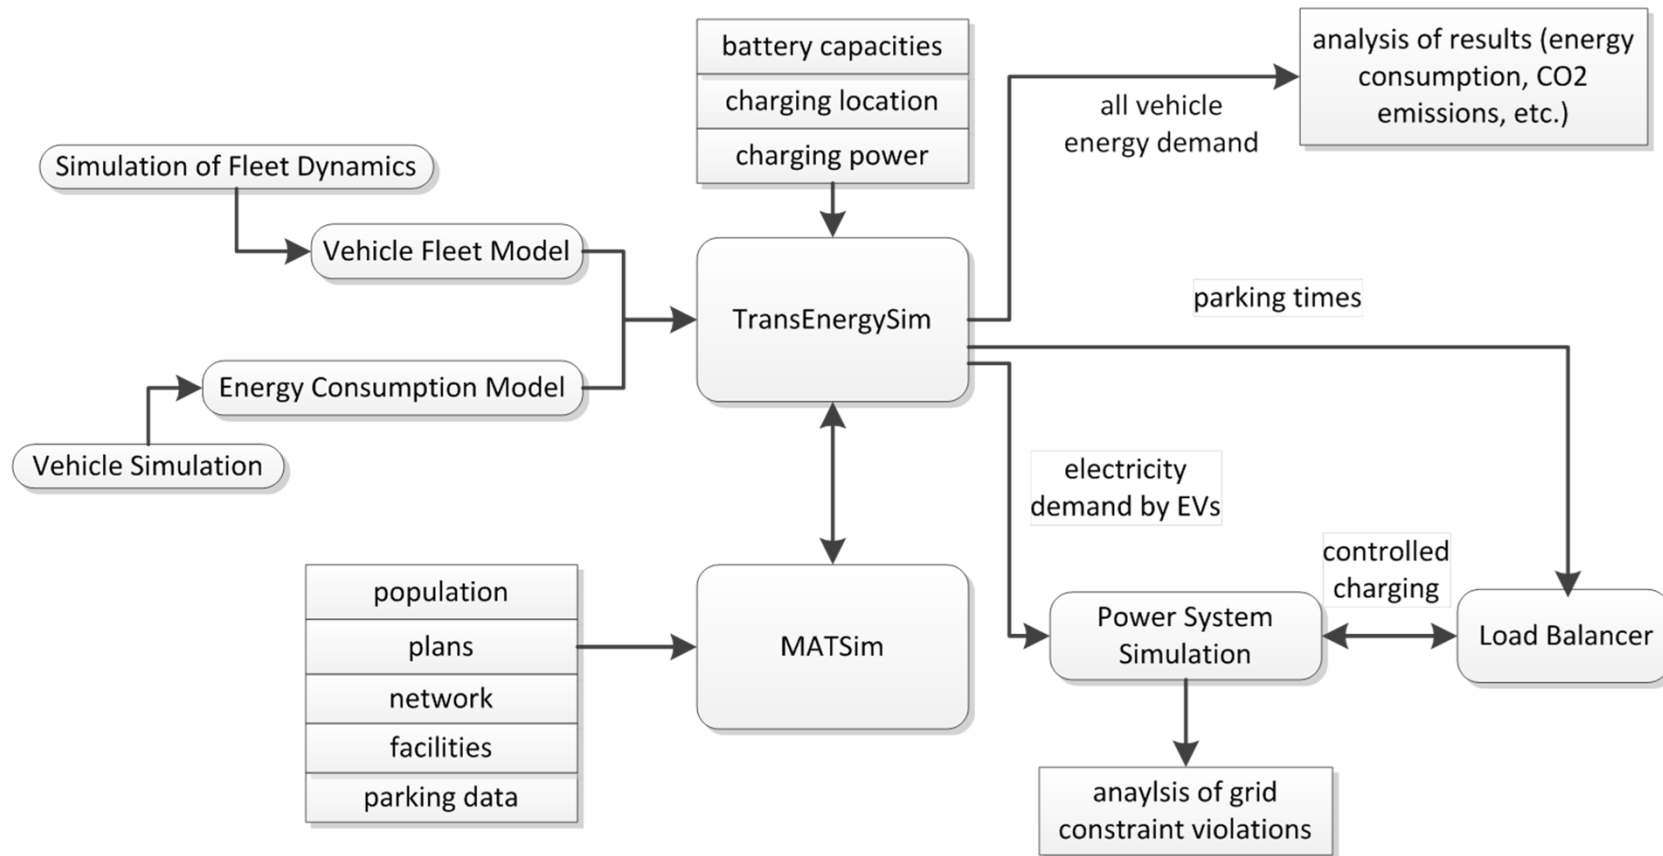 battery capacities
charging location
charging power
analysis of results (energy
consumption, CO2
emissions, etc.)
all vehicle
energy demand
Simulation of Fleet Dynamics
Vehicle Fleet Model
TransEnergySim
parking times
Energy Consumption Model
Vehicle Simulation
electricity
demand by EVs
controlled
charging
population
plans
network
facilities
parking data
MATSim
Power System
Simulation
Load Balancer
anaylsis of grid
constraint violations